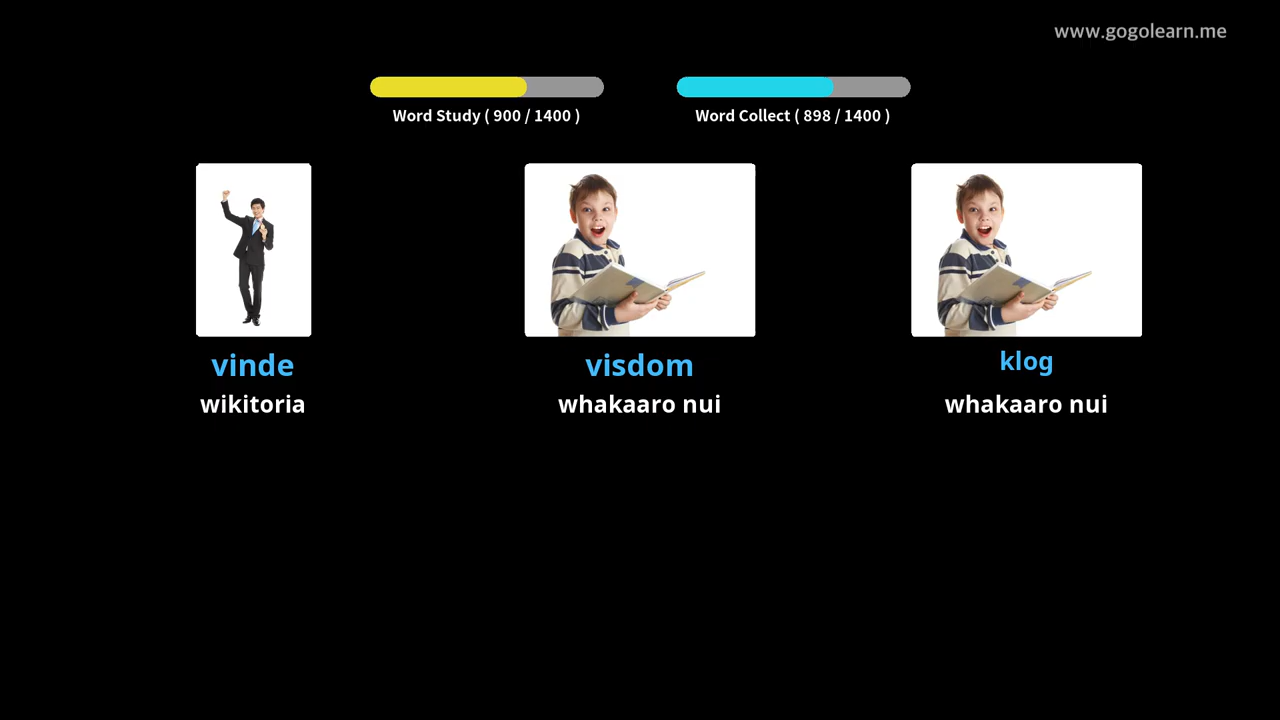 www.gogolearn.me
Word Study ( 900 / 1400 )
Word Collect ( 898 / 1400 )
vinde
wikitoria
visdom
whakaaro nui
klog
whakaaro nui